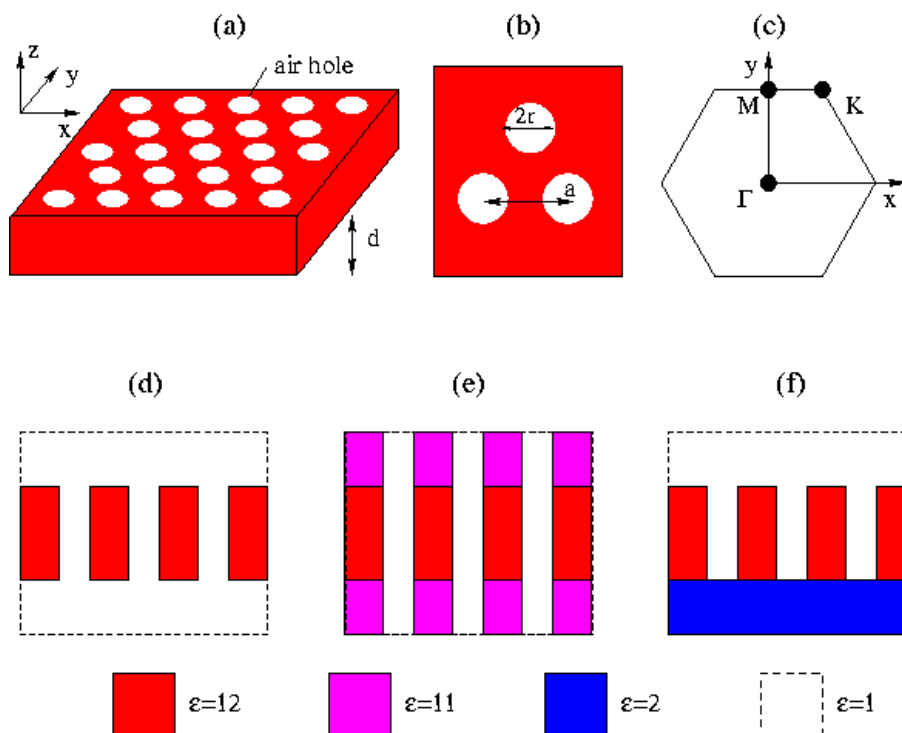 (a)
(b)
(c)
z
y
x
air hole
d
2r
a
y
M
K
Γ
x
(d)
(e)
(f)
ε=12
ε=11
ε=2
ε=1